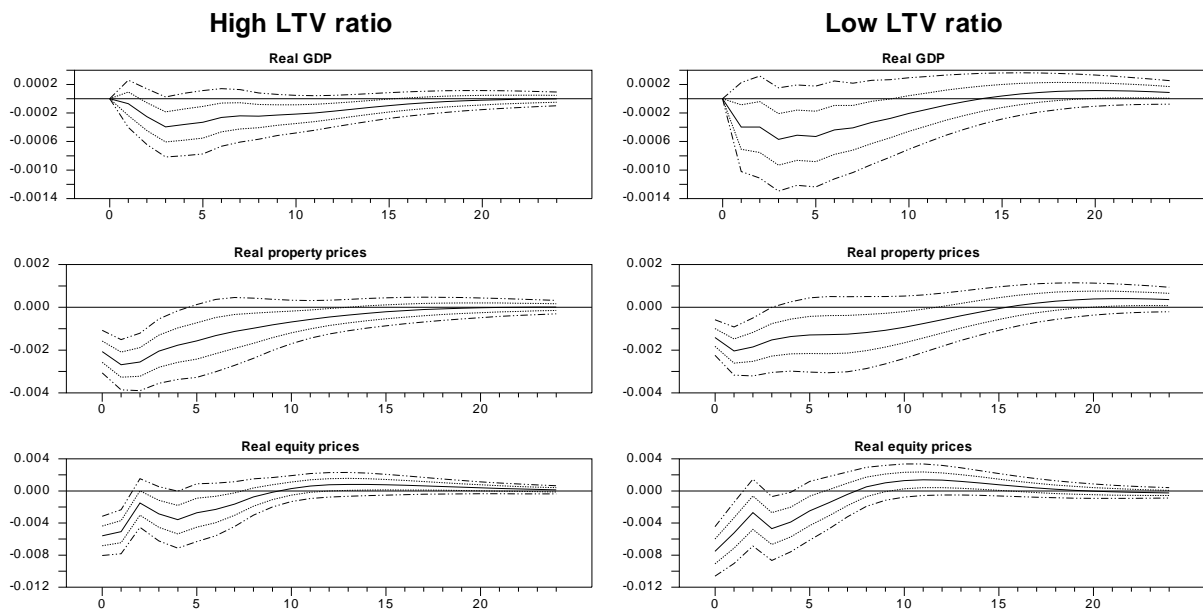 High LTV ratio
Real GDP
0.0002
-0.0002
-0.0006
-0.0010
-0.0014
0 5 10 15 20
Real property prices
0.002
0.000
-0.002
-0.004
0 5 10 15 20
Real equity prices
0.004
0.000
-0.004
-0.008
-0.012
0 5 10 15 20
Low LTV ratio
Real GDP
0.0002
-0.0002
-0.0006
-0.0010
-0.0014
0 5 10 15 20
Real property prices
0.002
0.000
-0.002
-0.004
0 5 10 15 20
Real equity prices
0.004
0.000
-0.004
-0.008
-0.012
0 5 10 15 20